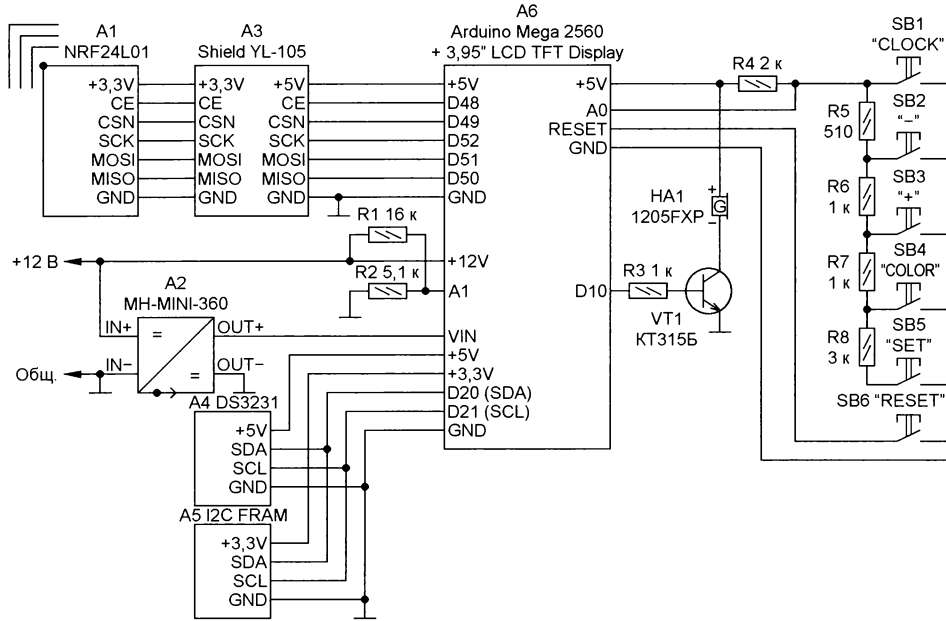 A1
NRF24L01
+3,3V
CE
CSN
SCK
MOSI
MISO
GND
A3
Shield YL-105
+3,3V +5V
CE CE
CSN CSN
SCK SCK
MOSI MOSI
MISO MISO
GND GND
A6
Arduino Mega 2560
+ 3,95" LCD TFT Display
+5V
D48
D49
D52
D51
D50
GND
+12V
A1
VIN
+5V
+3,3V
D20 (SDA)
D21 (SCL)
GND
+5V
A0
RESET
GND
D10
R1 16 к
R2 5,1 к
+12 В
Общ.
A2
MH-MINI-360
IN+ OUT+
IN– OUT–
=
=
A4 DS3231
+5V
SDA
SCL
GND
A5 I2C FRAM
+3,3V
SDA
SCL
GND
R4 2 к
HA1
1205FXP
+
G
–
R3 1 к
VT1
КТ315Б
R5
510
R6
1 к
R7
1 к
R8
3 к
SB1
"CLOCK"
SB2
"–"
SB3
"+"
SB4
"COLOR"
SB5
"SET"
SB6 "RESET"